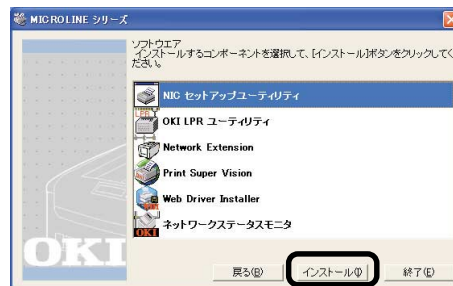 MICROLINE シリーズ
ソフトウエア
インストールするコンポーネントを選択して、[インストール]ボタンをクリックしてく
ださい。
NIC セットアップユーティリティ
OKI LPR ユーティリティ
Network Extension
Print Super Vision
Web Driver Installer
ネットワークステータスモニタ
OKI
戻る(B) インストール(I) 終了(E)